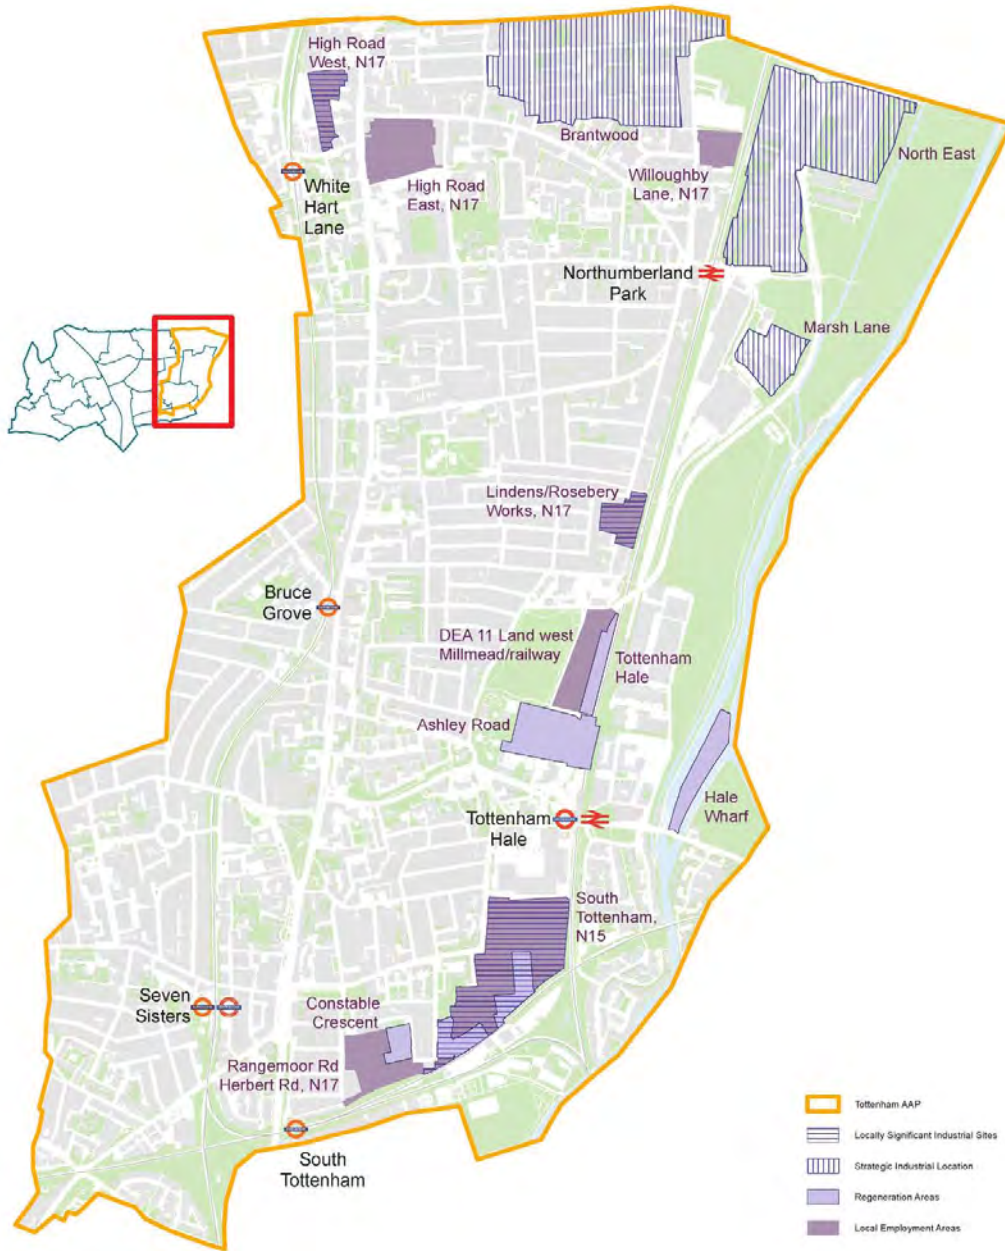 High Road
West, N17
Brantwood
North East
White
Hart
Lane
High Road
East, N17
Willoughby
Lane, N17
Northumberland
Park
Marsh Lane
Lindens/Rosebery
Works, N17
Bruce
Grove
DEA 11 Land west
Millmead/railway
Tottenham
Hale
Ashley Road
Hale
Wharf
Tottenham
Hale
South
Tottenham,
N15
Seven
Sisters
Constable
Crescent
Rangemoor Rd
Herbert Rd, N17
South
Tottenham
Tottenham AAP
Locally Significant Industrial Sites
Strategic Industrial Location
Regeneration Areas
Local Employment Areas